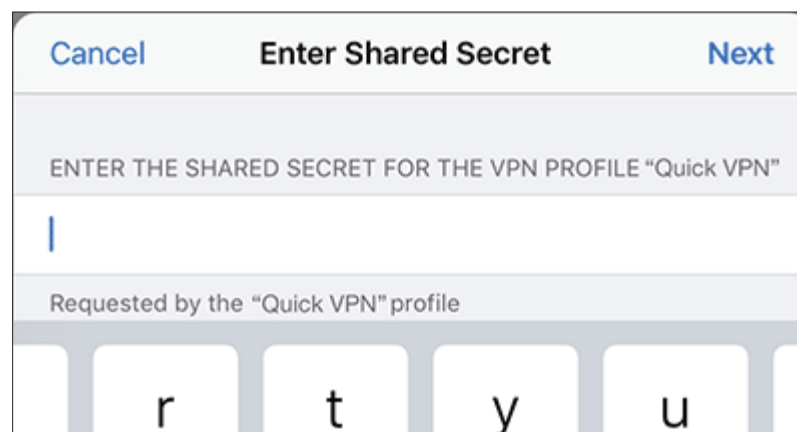 Cancel Enter Shared Secret Next
ENTER THE SHARED SECRET FOR THE VPN PROFILE “Quick VPN”
Requested by the “Quick VPN” profile
r t y u